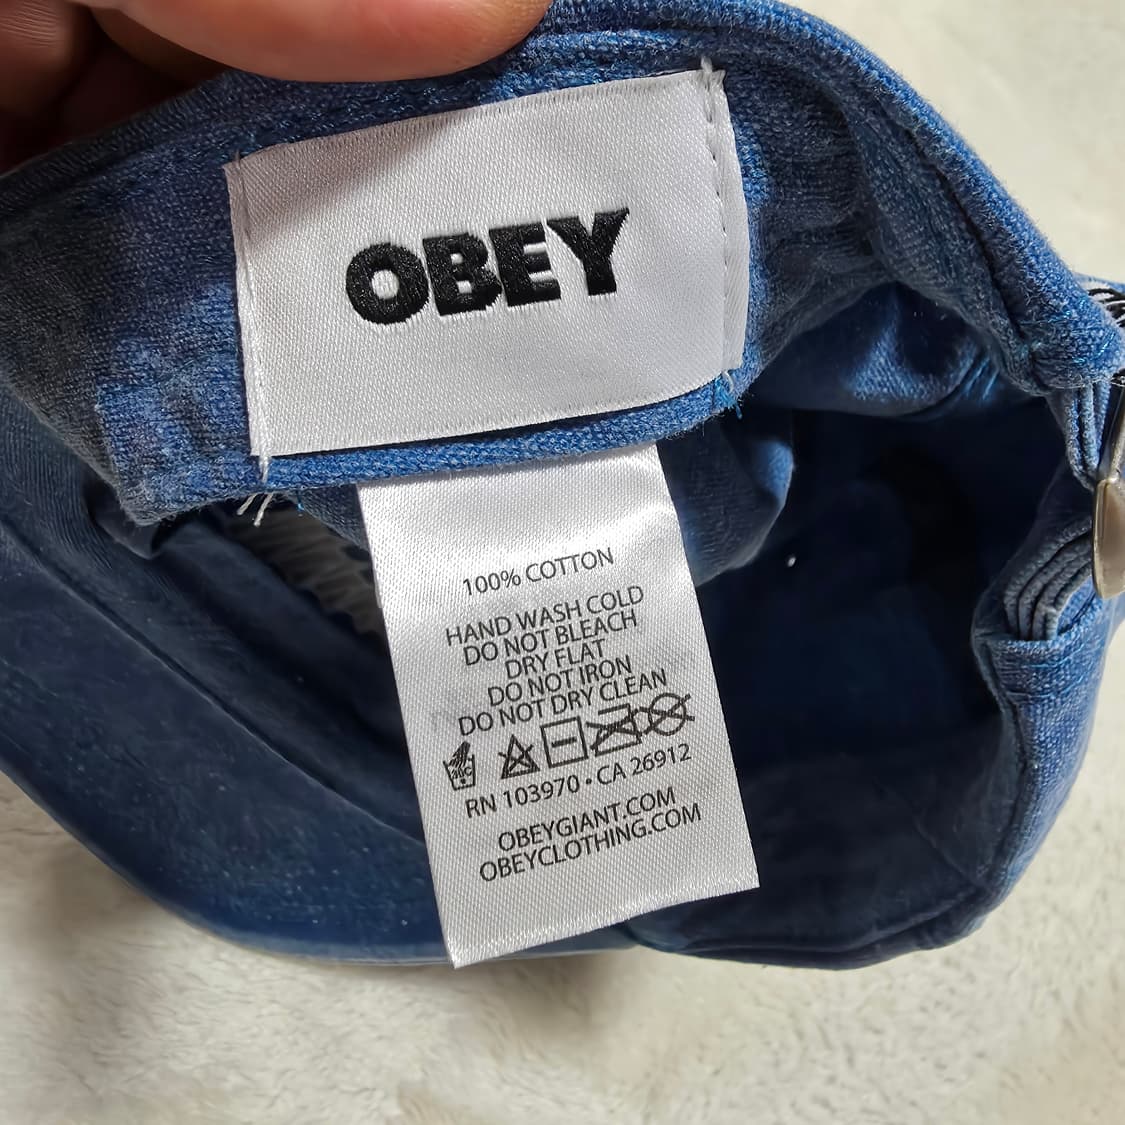 OBEY
100% COTTON
HAND WASH COLD
DO NOT BLEACH
DRY FLAT
DO NOT IRON
DO NOT DRY CLEAN
30C
RN 103970 • CA 26912
OBEYGIANT.COM
OBEYCLOTHING.COM